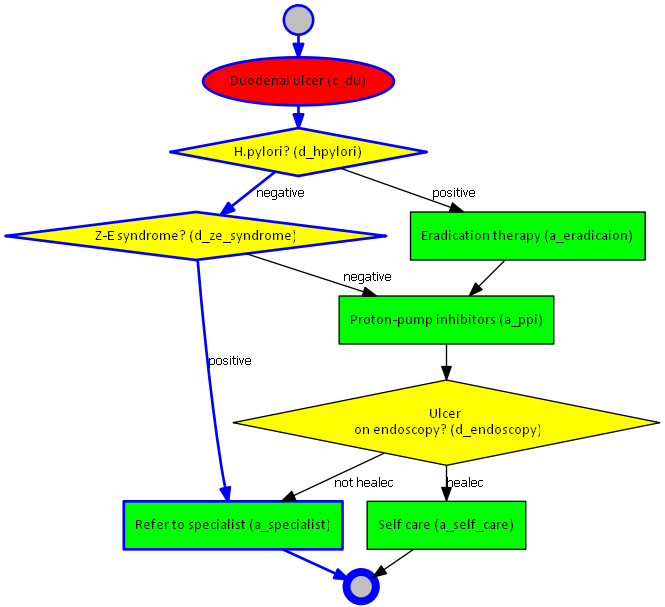 Duodenal ulcer (c_du)
H.pylori? (d_hpylori)
negative
positive
Z-E syndrome? (d_ze_syndrome)
Eradication therapy (a_eradicaion)
negative
Proton-pump inhibitors (a_ppi)
positive
Ulcer
on endoscopy? (d_endoscopy)
not healec
healec
Refer to specialist (a_specialist)
Self care (a_self_care)